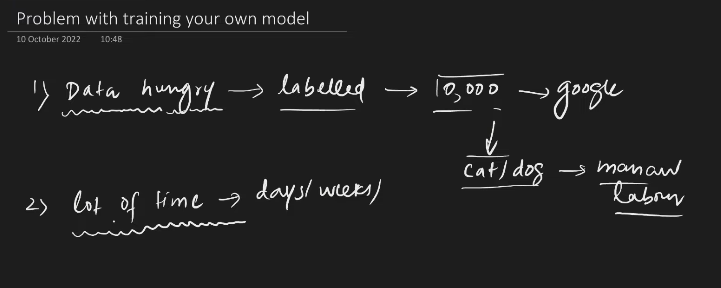 Problem with training your own model
10 October 2022 10:48
1) Data hungry → labelled → 10,000 → google
cat/dog → manual
labour
2) lot of time → days/weeks/